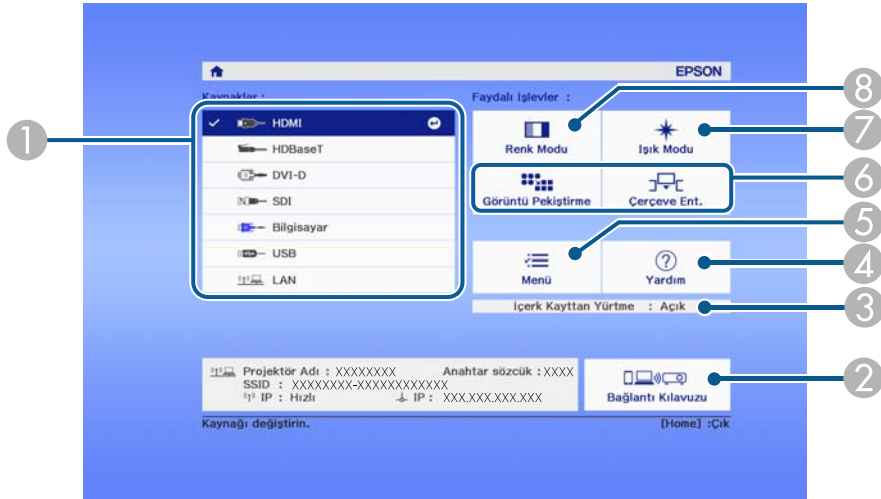 EPSON
Kaynaklar :
Faydalı İşlevler :
HDMI
HDBaseT
DVI-D
SDI
Bilgisayar
USB
LAN
Renk Modu
Işık Modu
Görüntü Pekiştirme
Çerçeve Ent.
Menü
Yardım
İçerk Kayttan Yürtme : Açık
Projektör Adı : XXXXXXXX Anahtar sözcük : XXXX
SSID : XXXXXXXX-XXXXXXXXXXXX
IP : Hızlı IP : XXX.XXX.XXX.XXX
Bağlantı Kılavuzu
Kaynağı değiştirin.
[Home] :Çık
1
8
7
6
5
4
3
2